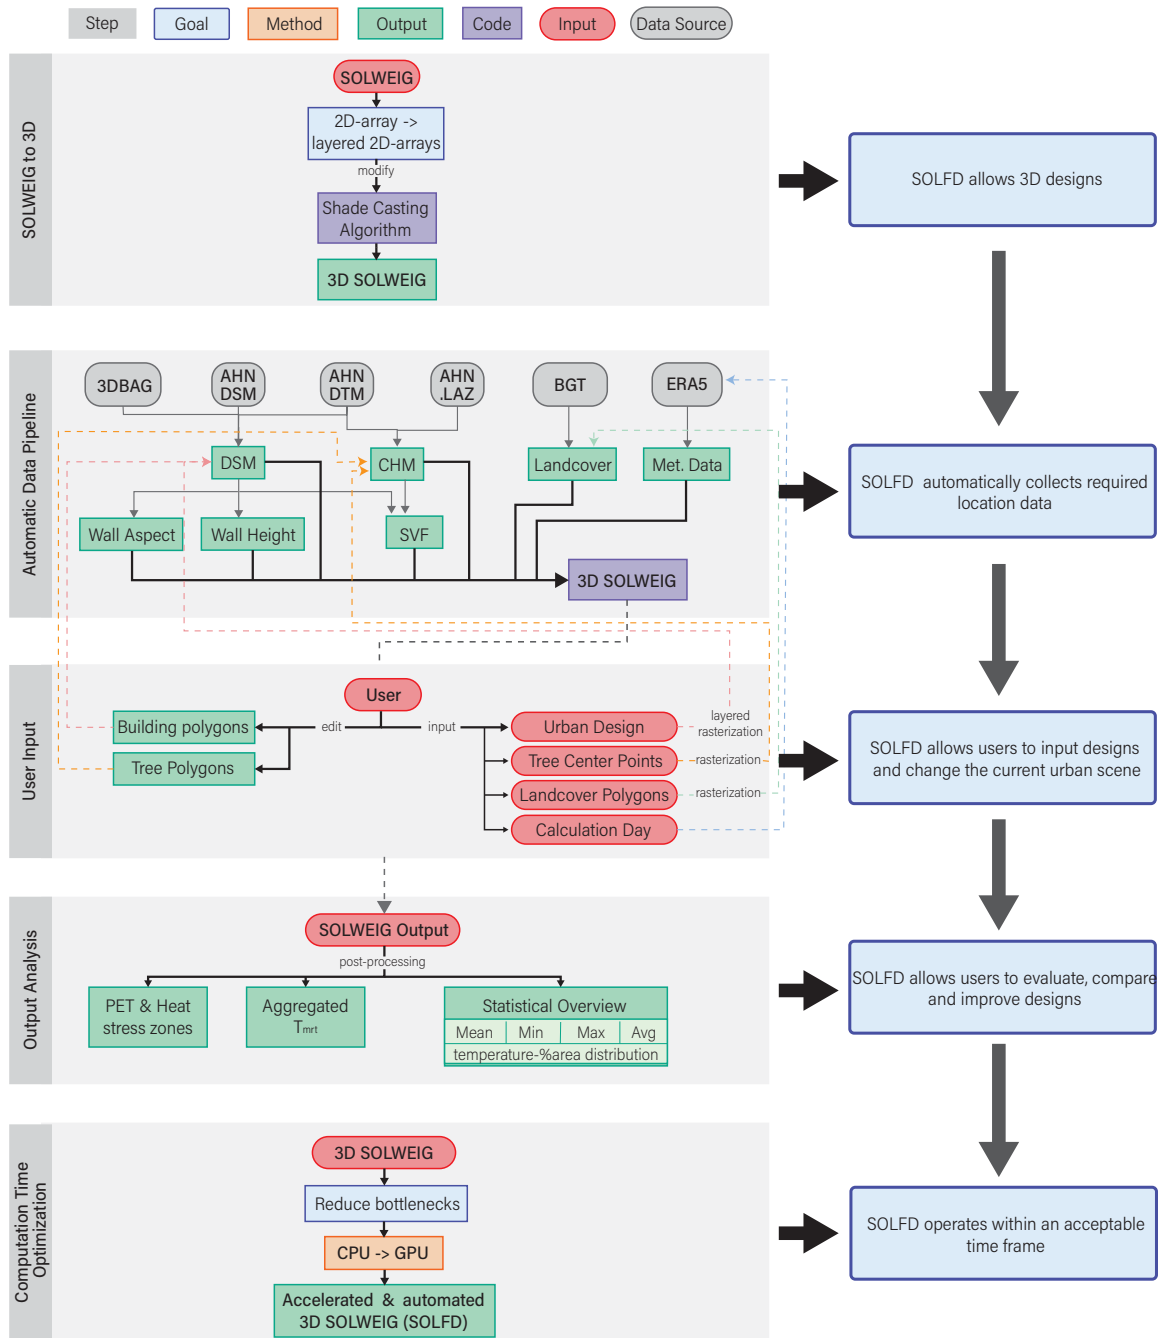 Step
Goal
Method
Output
Code
Input
Data Source
SOLWEIG to 3D
SOLWEIG
2D-array ->
layered 2D-arrays
modify
Shade Casting
Algorithm
3D SOLWEIG
SOLFD allows 3D designs
Automatic Data Pipeline
3DBAG
AHN
DSM
AHN
DTM
AHN
.LAZ
BGT
ERA5
DSM
CHM
Landcover
Met. Data
Wall Aspect
Wall Height
SVF
3D SOLWEIG
SOLFD automatically collects required
location data
User Input
User
edit
input
Building polygons
Tree Polygons
Urban Design
Tree Center Points
Landcover Polygons
Calculation Day
layered
rasterization
rasterization
rasterization
SOLFD allows users to input designs
and change the current urban scene
Output Analysis
SOLWEIG Output
post-processing
PET & Heat
stress zones
Aggregated
Tmrt
Statistical Overview
Mean Min Max Avg
temperature-%area distribution
SOLFD allows users to evaluate, compare
and improve designs
Computation Time
Optimization
3D SOLWEIG
Reduce bottlenecks
CPU -> GPU
Accelerated & automated
3D SOLWEIG (SOLFD)
SOLFD operates within an acceptable
time frame